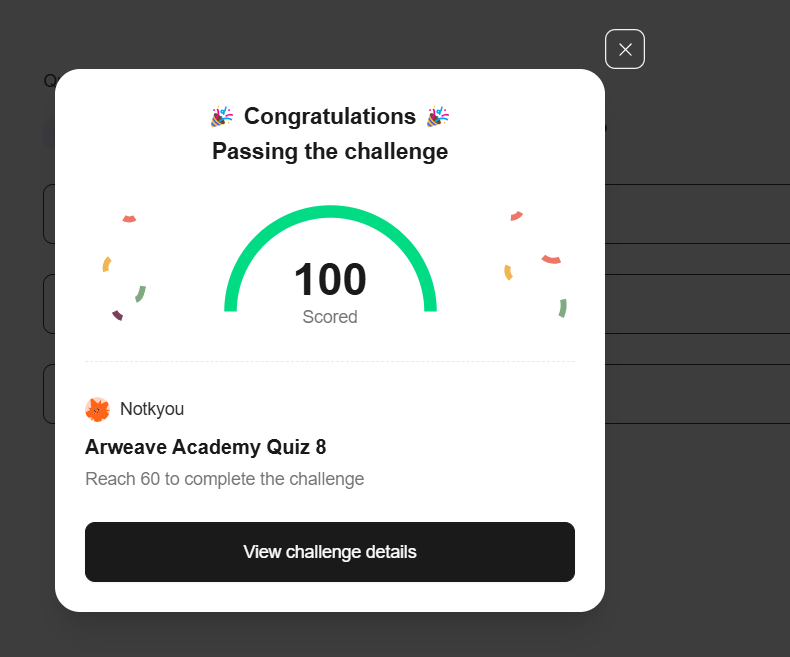 🎉 Congratulations 🎉
Passing the challenge
100
Scored
Notkyou
Arweave Academy Quiz 8
Reach 60 to complete the challenge
View challenge details